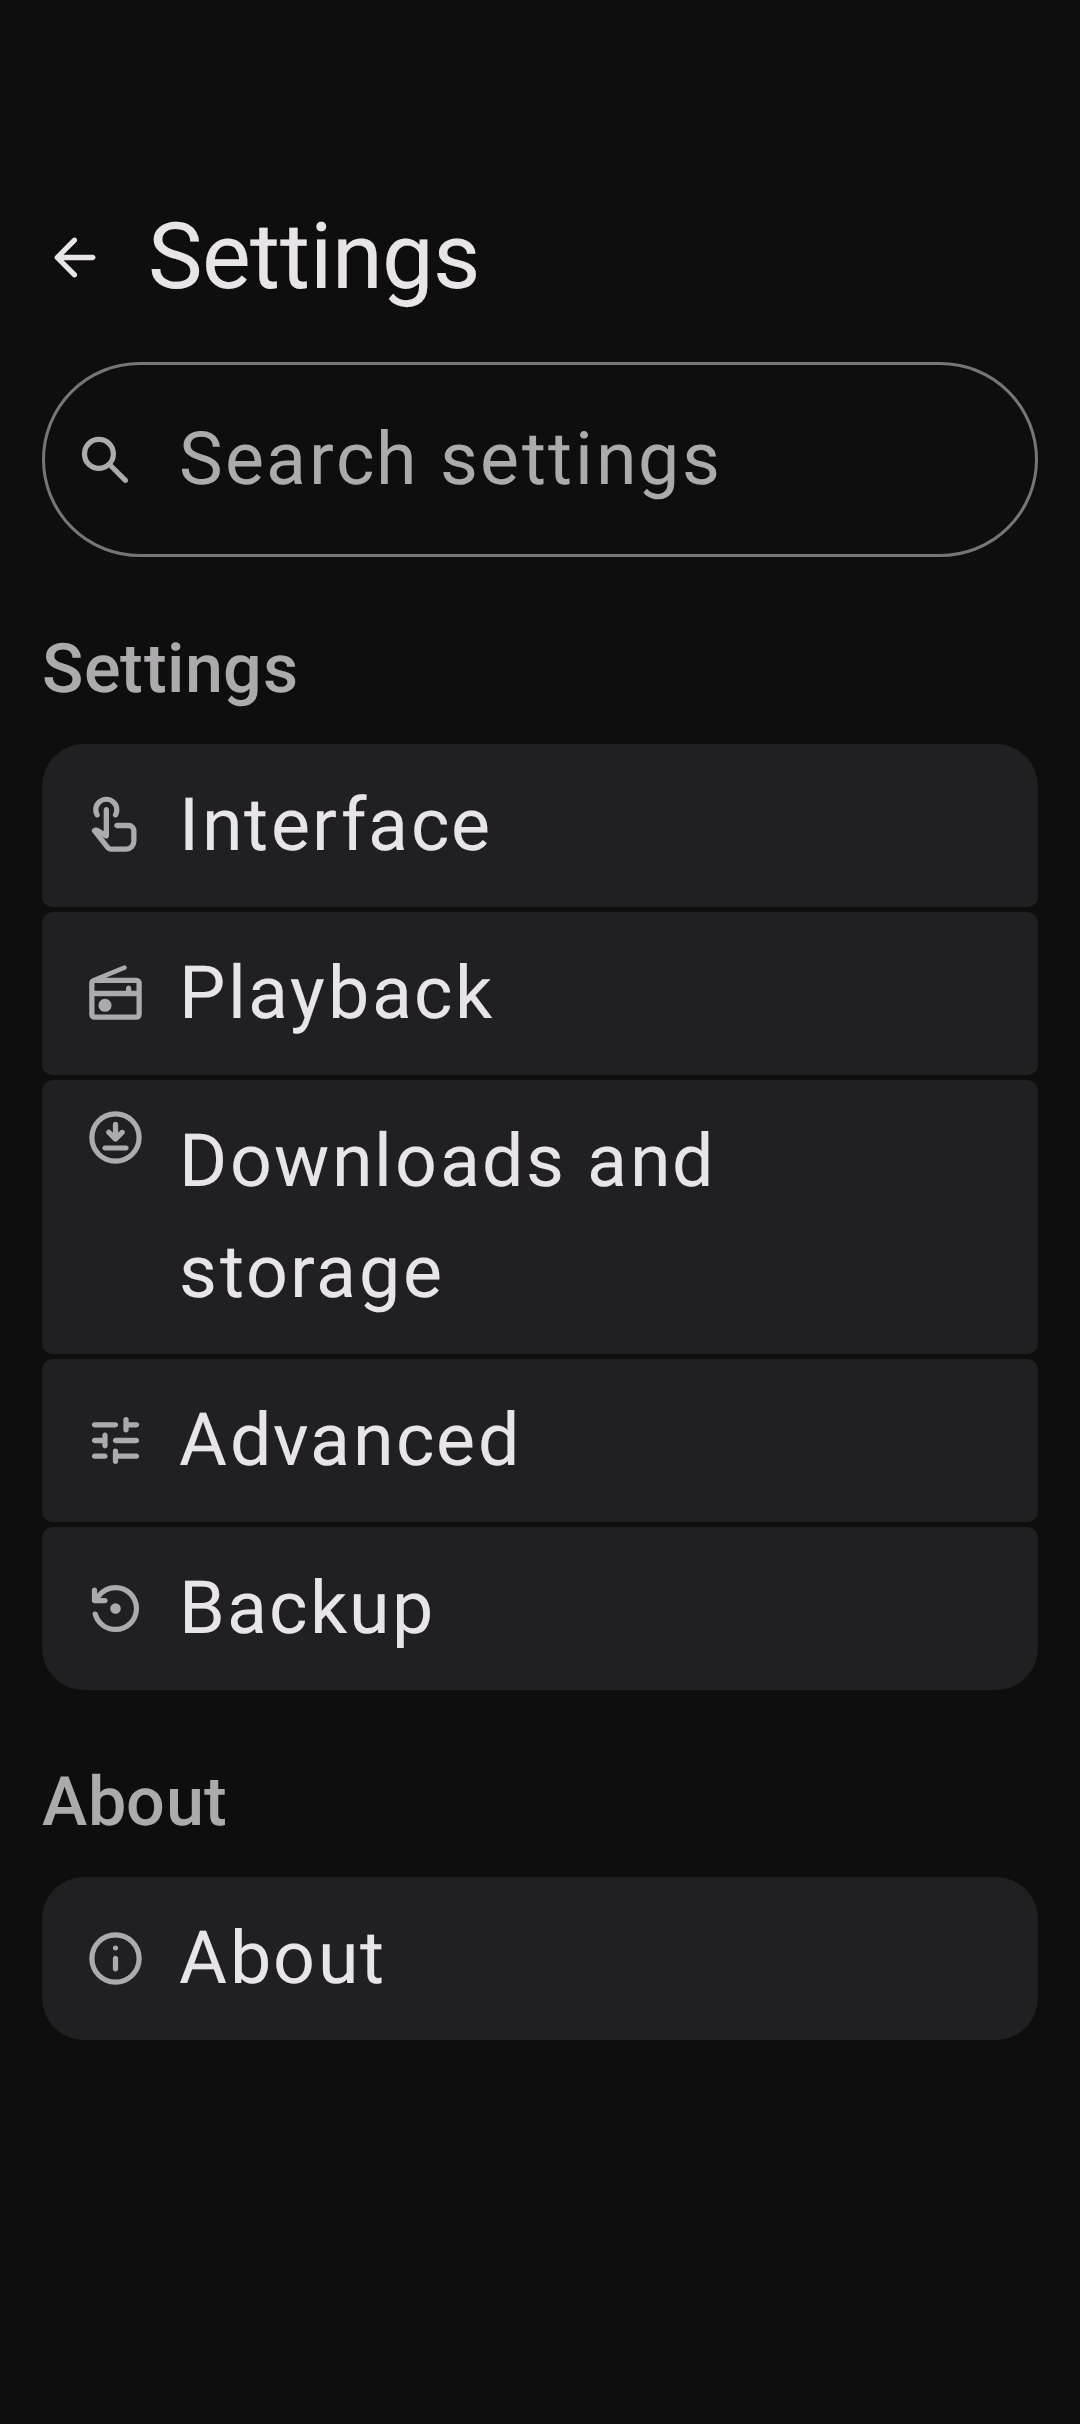 Settings
Search settings
Settings
Interface
Playback
Downloads and
storage
Advanced
Backup
About
About